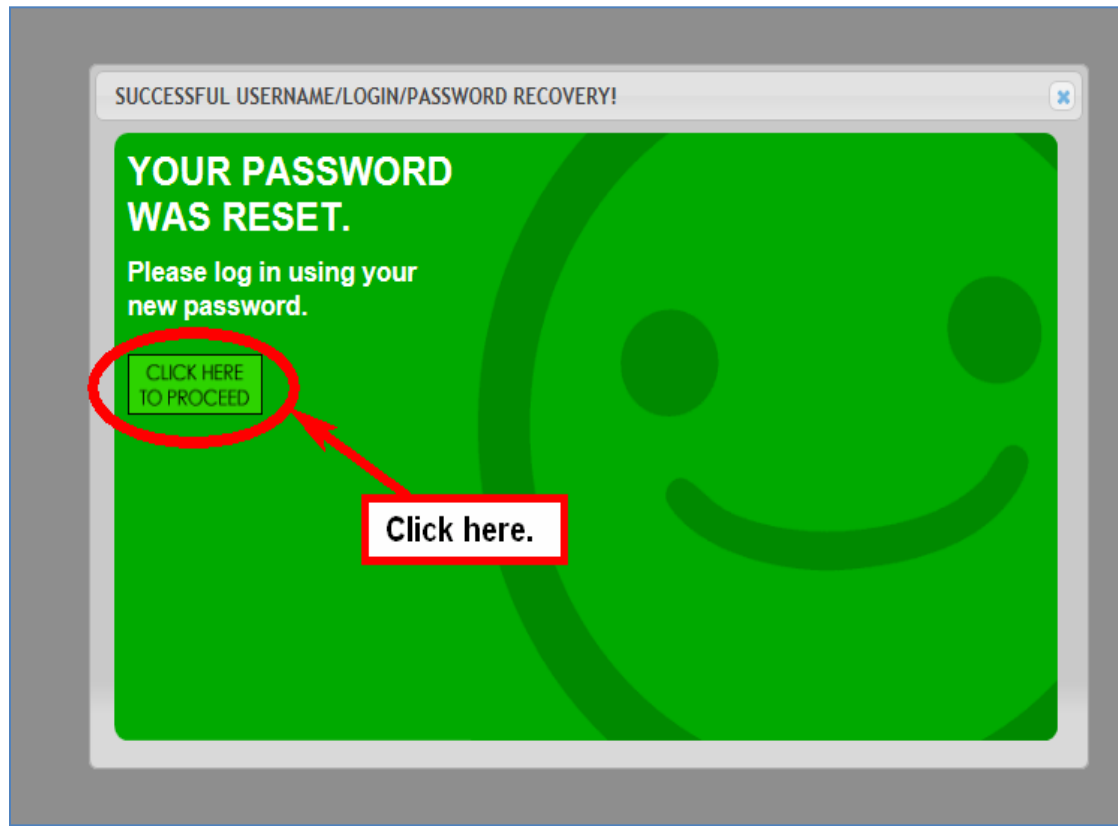 SUCCESSFUL USERNAME/LOGIN/PASSWORD RECOVERY!
YOUR PASSWORD
WAS RESET.
Please log in using your
new password.
CLICK HERE
TO PROCEED
Click here.